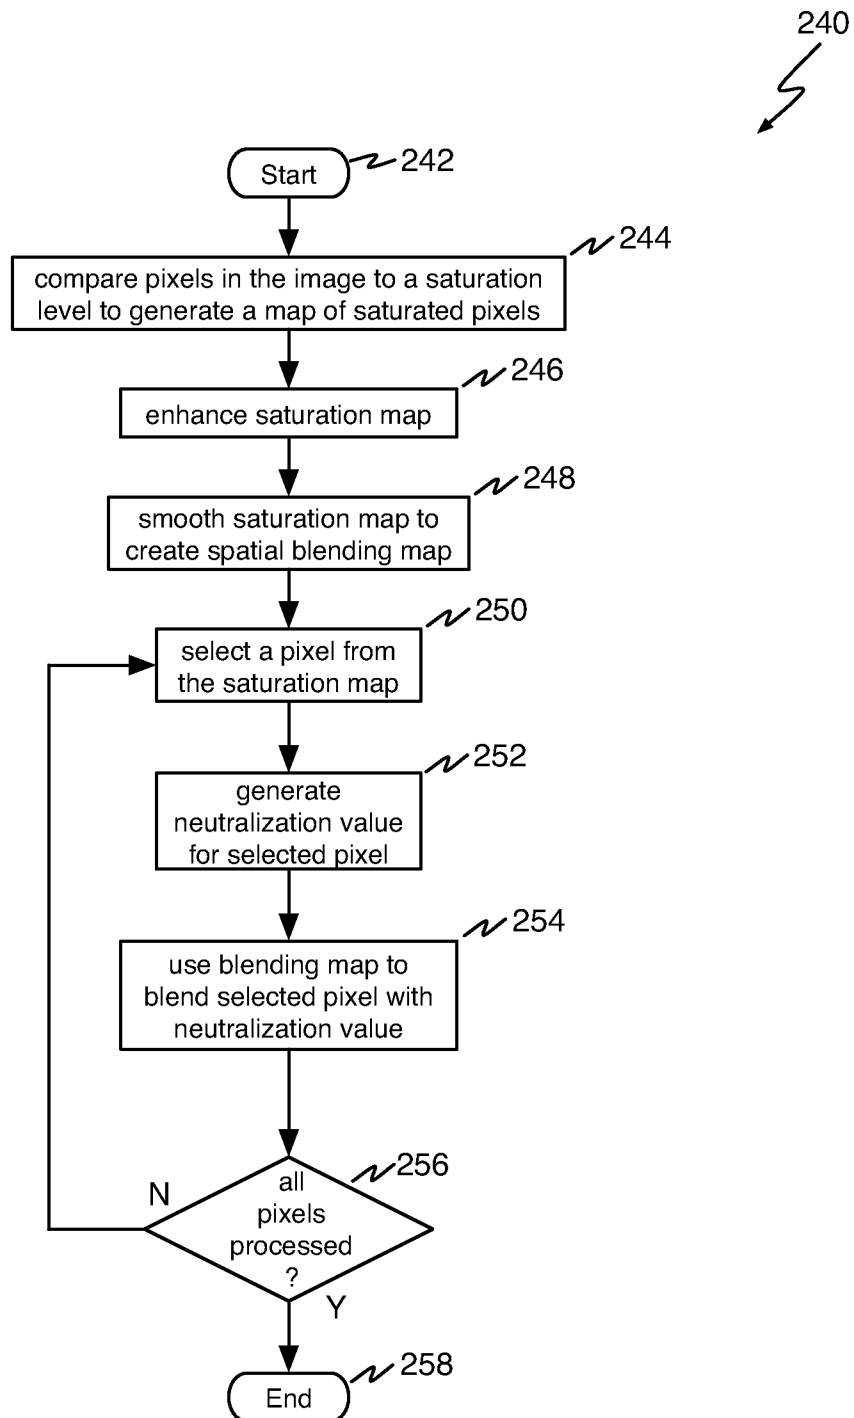 240
Start
242
244
compare pixels in the image to a saturation
level to generate a map of saturated pixels
246
enhance saturation map
248
smooth saturation map to
create spatial blending map
250
select a pixel from
the saturation map
252
generate
neutralization value
for selected pixel
254
use blending map to
blend selected pixel with
neutralization value
256
N
all
pixels
processed
?
Y
258
End